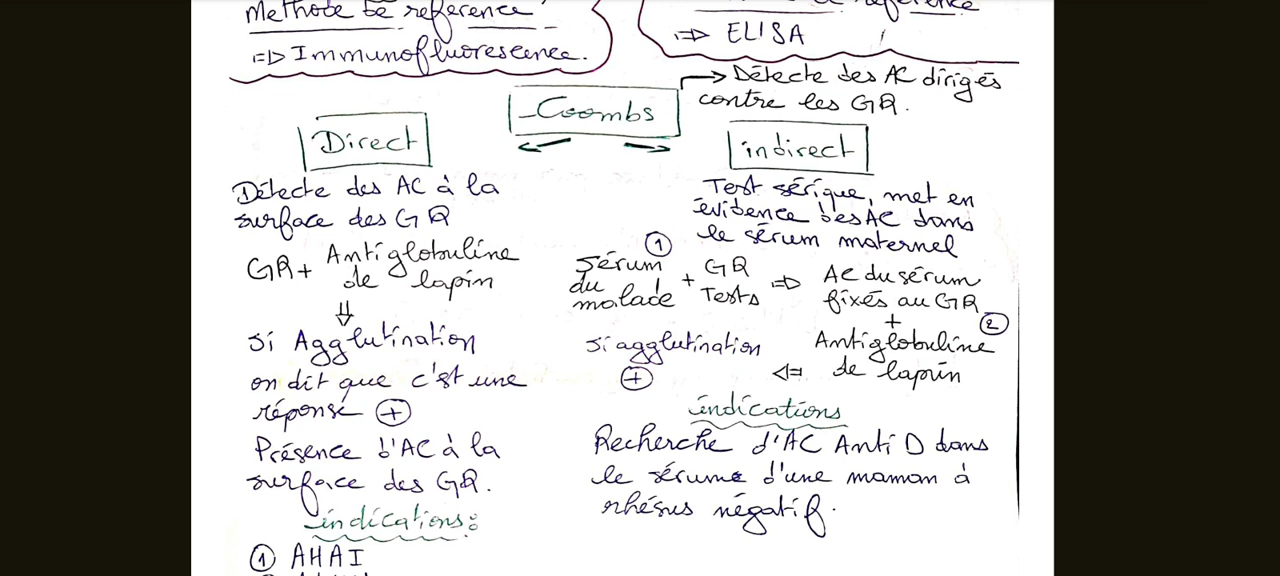 Methode de reference
=> Immunofluorescence.
=> ELISA
Coombs
→ Détecte des AC dirigés
contre les GR.
Direct
Détecte des AC à la
surface des GR
GR + Antiglobuline
de lapin
⇓
Si Agglutination
on dit que c'est une
réponse +
Présence d'AC à la
surface des GR.
indications:
① AHAI
indirect
Test sérique, met en
évidence des AC dans
le sérum maternel
①
Sérum du malade + GR Tests => AC du sérum fixés au GR
+ ②
Antiglobuline
de lapin
<=
si agglutination
+
indications
Recherche d'AC Anti D dans
le sérum d'une maman à
rhésus négatif.